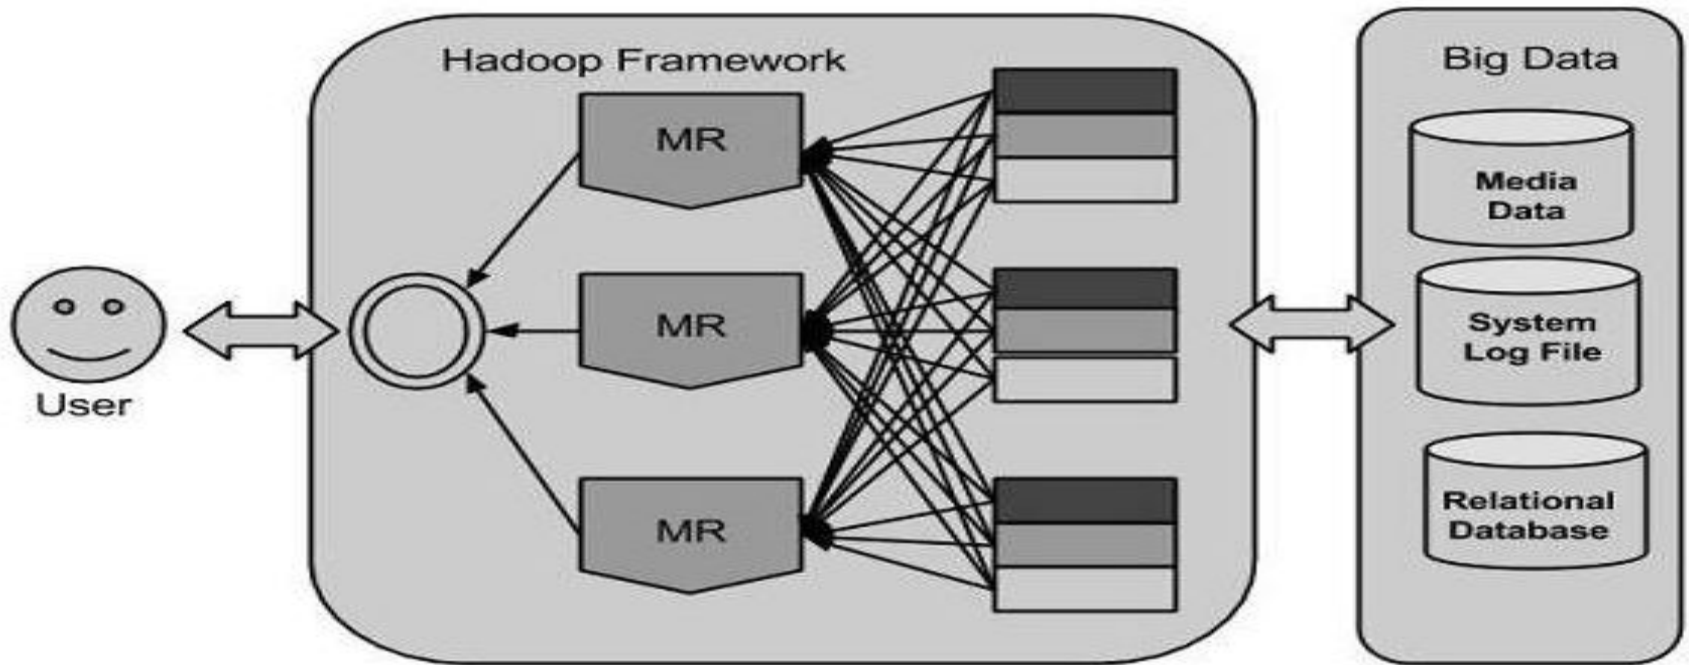 Hadoop Framework
MR
MR
MR
User
Big Data
Media
Data
System
Log File
Relational
Database